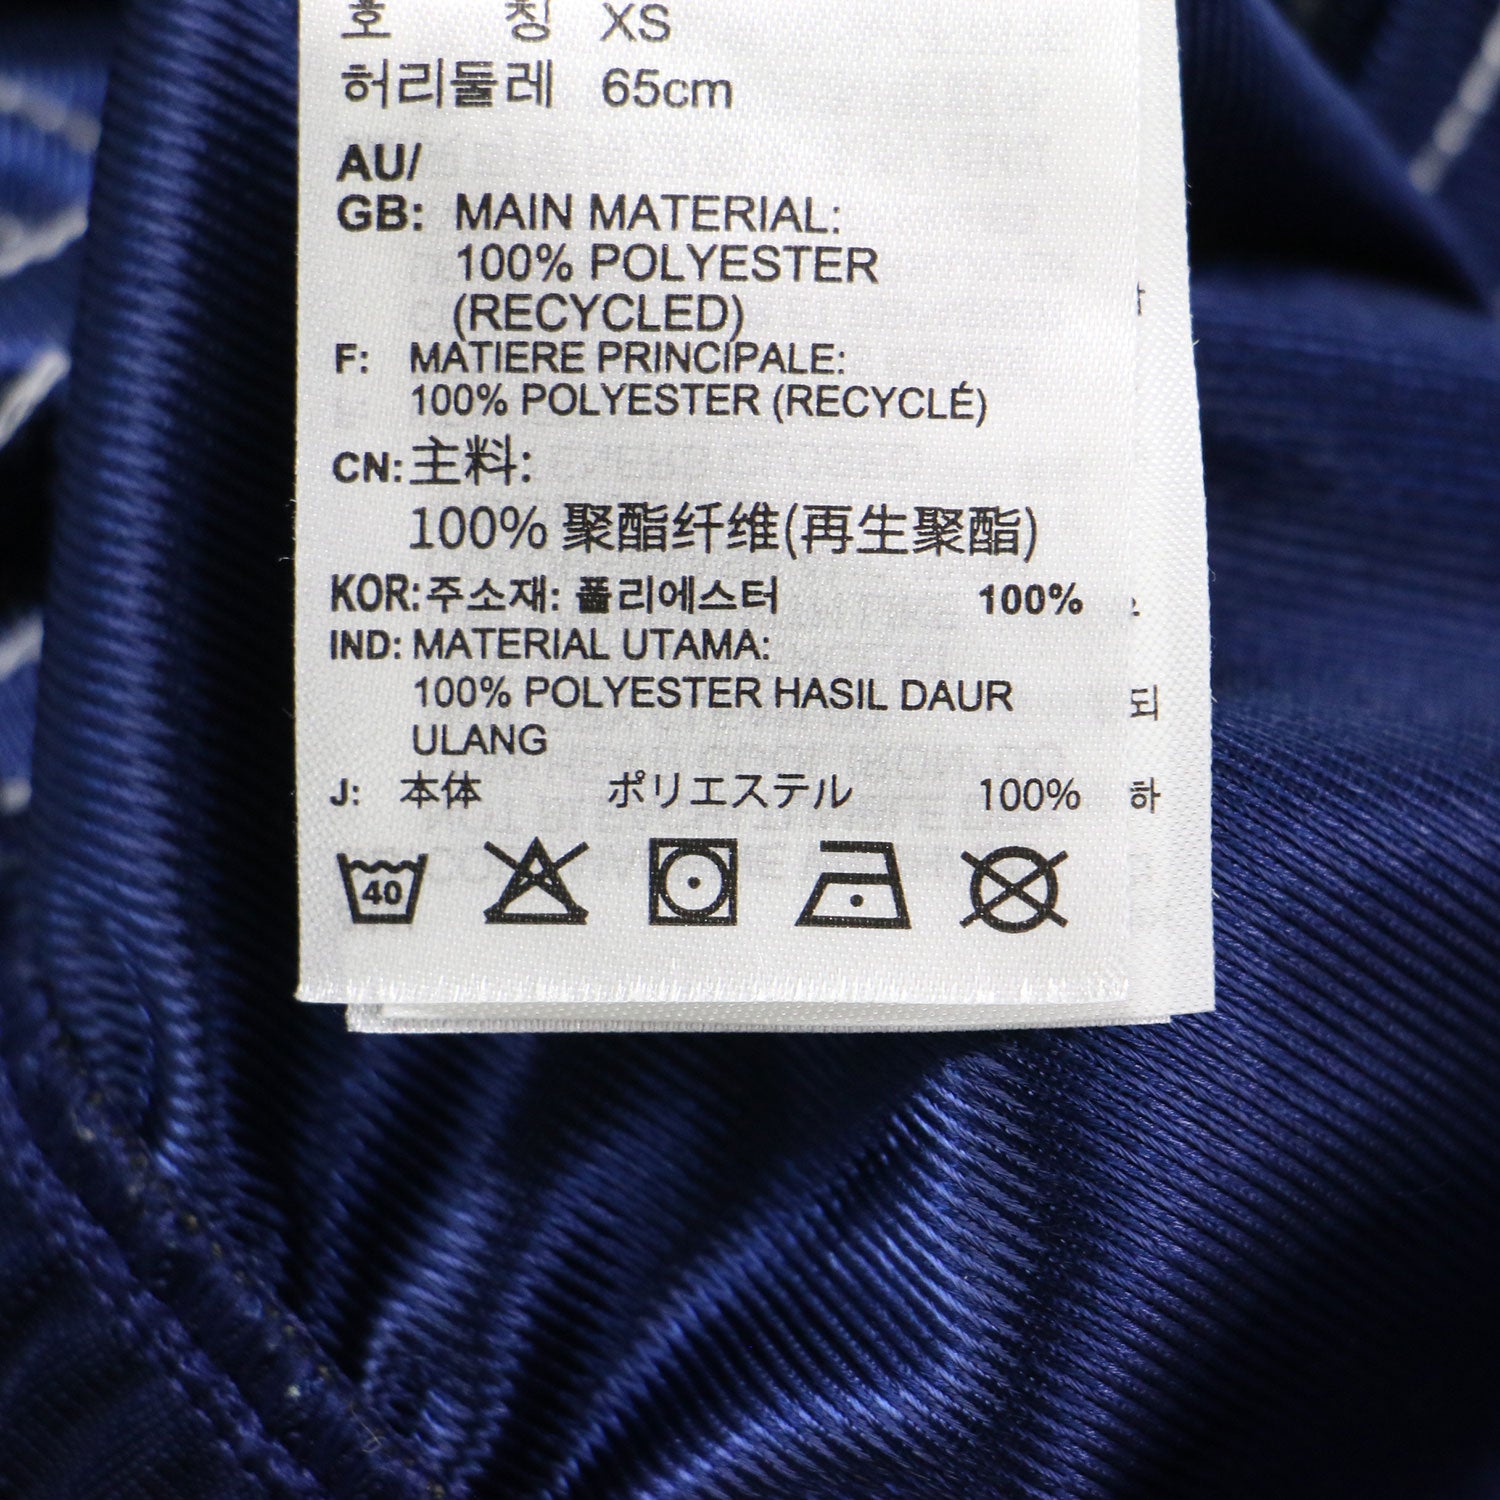 호 칭 XS
허리둘레 65cm
AU/
GB: MAIN MATERIAL:
100% POLYESTER
(RECYCLED)
F: MATIERE PRINCIPALE:
100% POLYESTER (RECYCLÉ)
CN: 主料:
100% 聚酯纤维(再生聚酯)
KOR: 주소재: 폴리에스터 100%
IND: MATERIAL UTAMA:
100% POLYESTER HASIL DAUR
ULANG
되
J: 本体 ポリエステル 100%
하
40